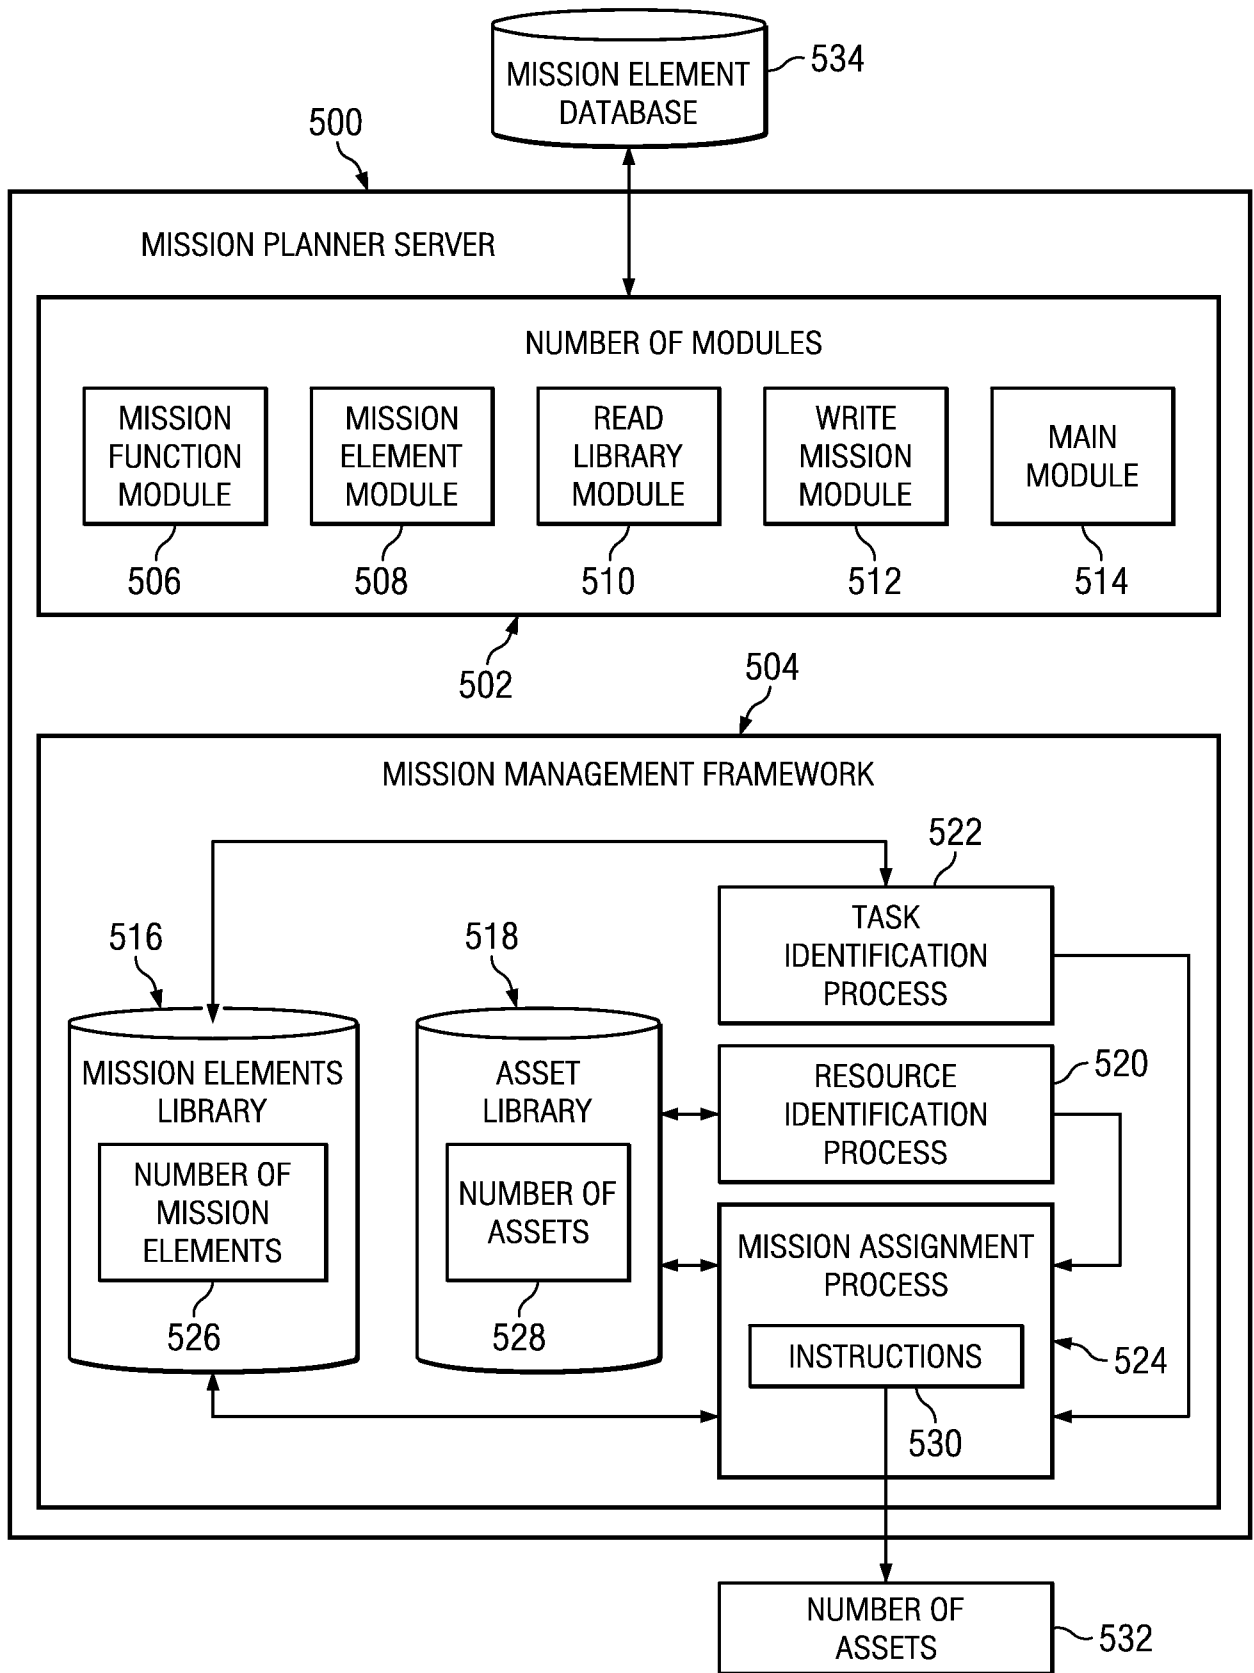 MISSION ELEMENT
DATABASE
534
500
MISSION PLANNER SERVER
NUMBER OF MODULES
MISSION
FUNCTION
MODULE
MISSION
ELEMENT
MODULE
READ
LIBRARY
MODULE
WRITE
MISSION
MODULE
MAIN
MODULE
506
508
510
512
514
502
504
MISSION MANAGEMENT FRAMEWORK
522
TASK
IDENTIFICATION
PROCESS
516
518
MISSION ELEMENTS
LIBRARY
ASSET
LIBRARY
RESOURCE
IDENTIFICATION
PROCESS
520
NUMBER OF
MISSION
ELEMENTS
NUMBER OF
ASSETS
MISSION ASSIGNMENT
PROCESS
526
528
INSTRUCTIONS
524
530
NUMBER OF
ASSETS
532